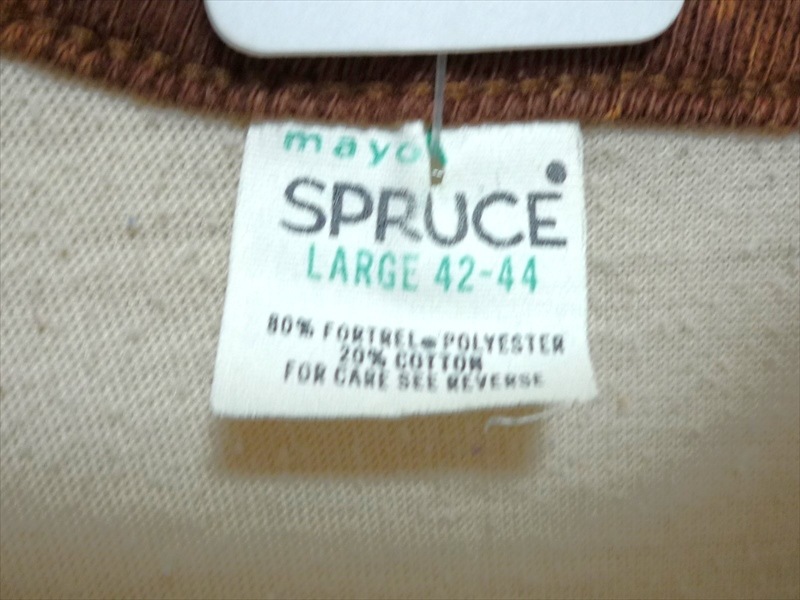 mayo
SPRUCE
LARGE 42-44
80% FORTREL® POLYESTER
20% COTTON
FOR CARE SEE REVERSE